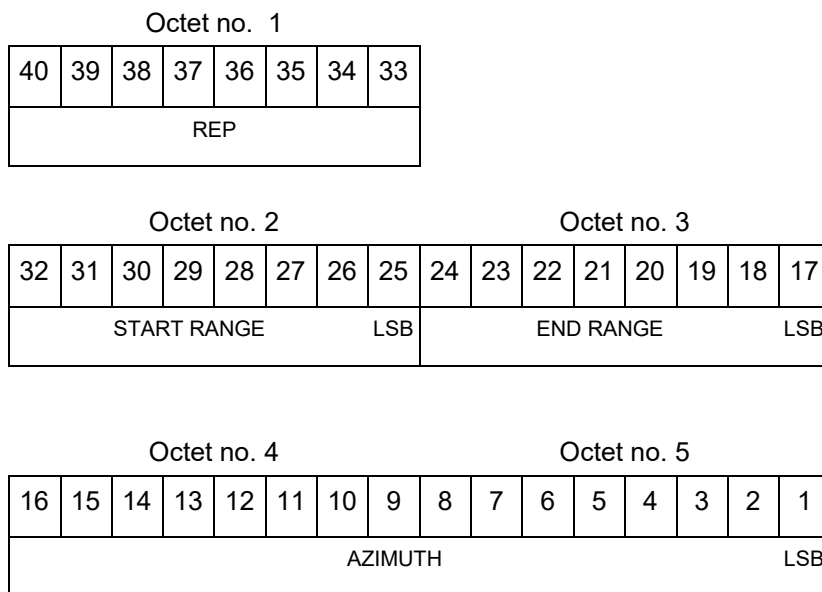 Octet no. 1
40 39 38 37 36 35 34 33
REP
Octet no. 2 Octet no. 3
32 31 30 29 28 27 26 25 24 23 22 21 20 19 18 17
START RANGE LSB END RANGE LSB
Octet no. 4 Octet no. 5
16 15 14 13 12 11 10 9 8 7 6 5 4 3 2 1
AZIMUTH LSB